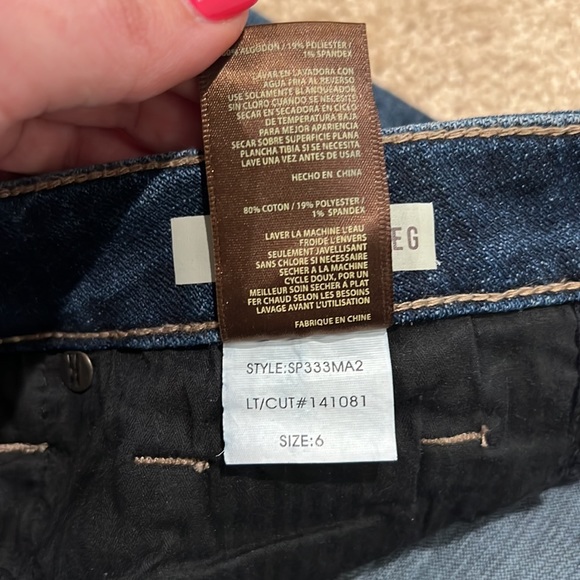 80% ALGODON / 19% POLIESTER /
1% SPANDEX
LAVAR EN LAVADORA CON
AGUA FRIA AL REVERSO
USE SOLAMENTE BLANQUEADOR
SIN CLORO CUANDO SE NECESITE
SECAR EN SECADORA EN CICLO
DE TEMPERATURA BAJA
PARA MEJOR APARIENCIA
SECAR SOBRE SUPERFICIE PLANA
PLANCHA TIBIA SI SE NECESITA
LAVE UNA VEZ ANTES DE USAR
HECHO EN CHINA
80% COTON / 19% POLYESTER /
1% SPANDEX
LAVER LA MACHINE L'EAU
FROIDE L'ENVERS
SEULEMENT JAVELLISANT
SANS CHLORE SI NECESSAIRE
SECHER A LA MACHINE
CYCLE DOUX, POR UN
MEILLEUR SOIN SECHER A PLAT
FER CHAUD SELON LES BESOINS
LAVAGE AVANT L'UTILISATION
FABRIQUE EN CHINE
EG
STYLE:SP333MA2
LT/CUT#141081
SIZE:6